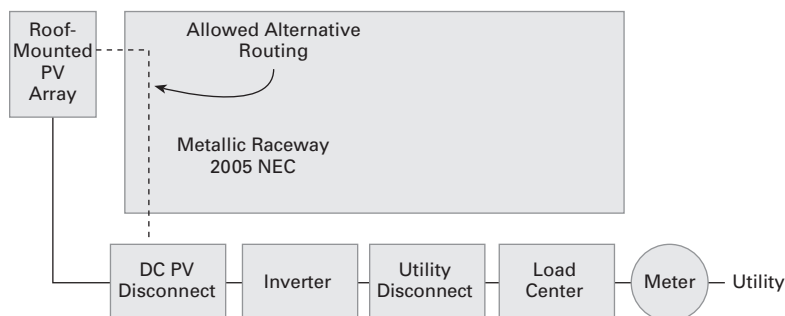 Roof-
Mounted
PV
Array
Allowed Alternative
Routing
Metallic Raceway
2005 NEC
DC PV
Disconnect
Inverter
Utility
Disconnect
Load
Center
Meter
Utility